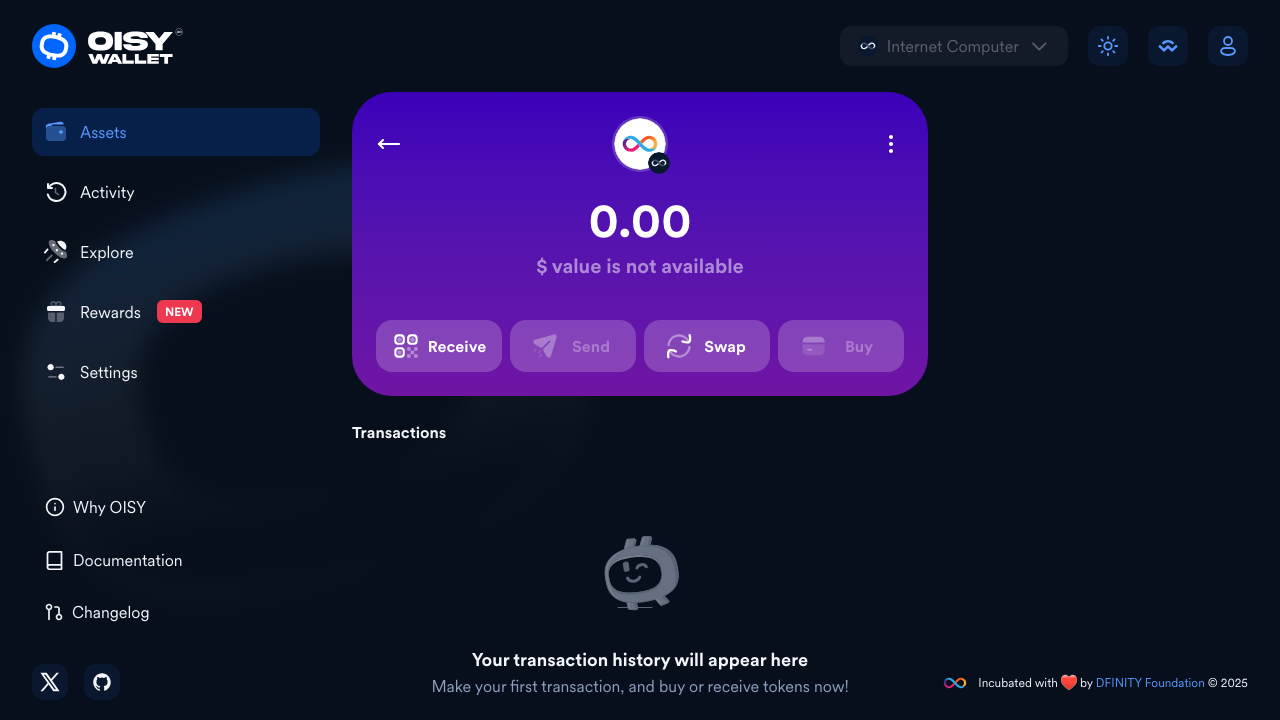 OISY
WALLET
Internet Computer
Assets
Activity
Explore
Rewards NEW
Settings
0.00
$ value is not available
Receive
Send
Swap
Buy
Transactions
Why OISY
Documentation
Changelog
Your transaction history will appear here
Make your first transaction, and buy or receive tokens now!
Incubated with ❤️ by DFINITY Foundation © 2025